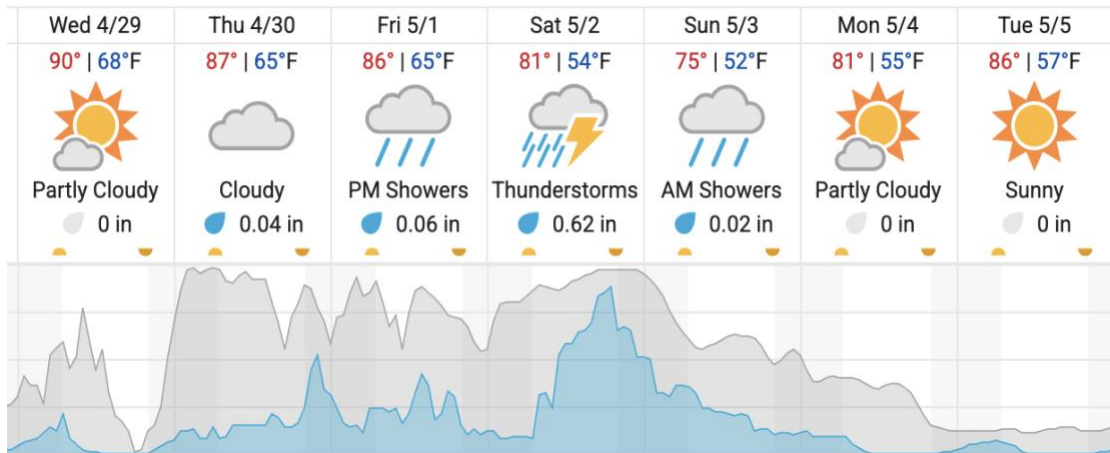 Wed 4/29 Thu 4/30 Fri 5/1 Sat 5/2 Sun 5/3 Mon 5/4 Tue 5/5
90° | 68°F 87° | 65°F 86° | 65°F 81° | 54°F 75° | 52°F 81° | 55°F 86° | 57°F
Partly Cloudy Cloudy PM Showers Thunderstorms AM Showers Partly Cloudy Sunny
0 in 0.04 in 0.06 in 0.62 in 0.02 in 0 in 0 in